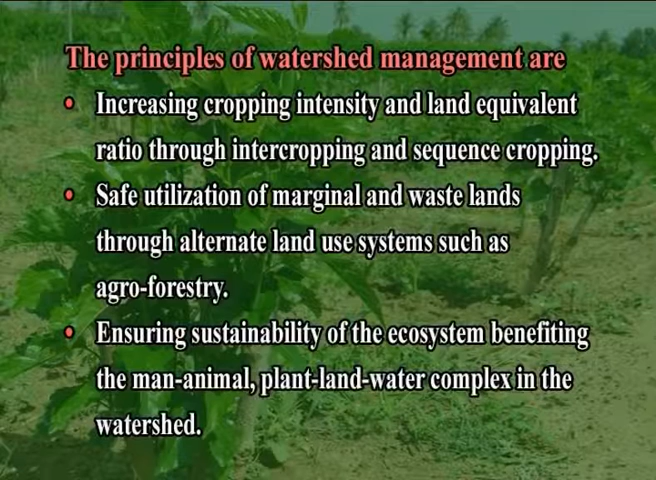 The principles of watershed management are
• Increasing cropping intensity and land equivalent
ratio through intercropping and sequence cropping.
• Safe utilization of marginal and waste lands
through alternate land use systems such as
agro-forestry.
• Ensuring sustainability of the ecosystem benefiting
the man-animal, plant-land-water complex in the
watershed.